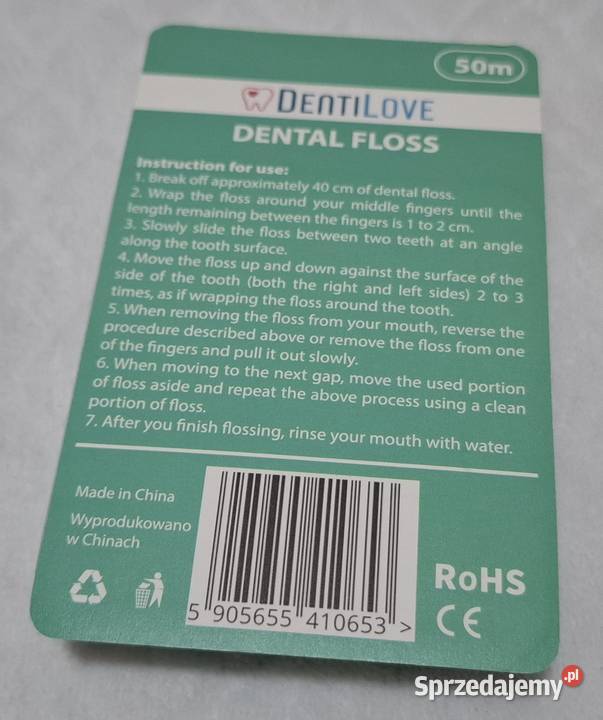 50m
DENTILOVE
DENTAL FLOSS
Instruction for use:
1. Break off approximately 40 cm of dental floss.
2. Wrap the floss around your middle fingers until the
length remaining between the fingers is 1 to 2 cm.
3. Slowly slide the floss between two teeth at an angle
along the tooth surface.
4. Move the floss up and down against the surface of the
side of the tooth (both the right and left sides) 2 to 3
times, as if wrapping the floss around the tooth.
5. When removing the floss from your mouth, reverse the
procedure described above or remove the floss from one
of the fingers and pull it out slowly.
6. When moving to the next gap, move the used portion
of floss aside and repeat the above process using a clean
portion of floss.
7. After you finish flossing, rinse your mouth with water.
Made in China
Wyprodukowano
w Chinach
5 905655 410653 >
RoHS
CE
Sprzedajemy.pl